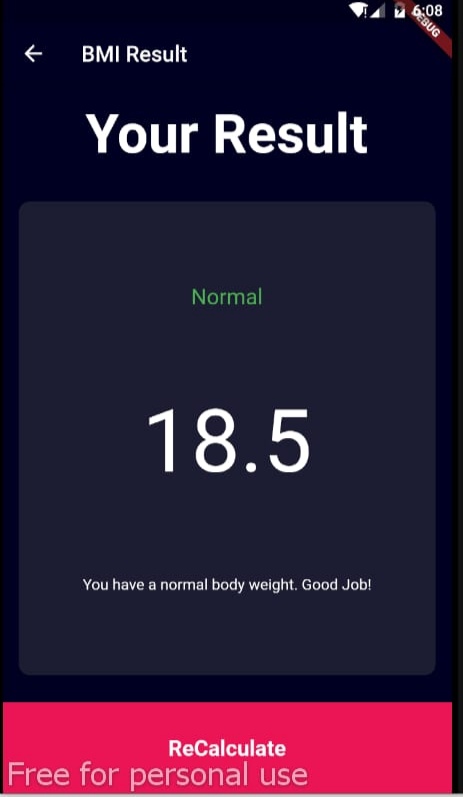 6:08
DEBUG
BMI Result
Your Result
Normal
18.5
You have a normal body weight. Good Job!
ReCalculate
Free for personal use